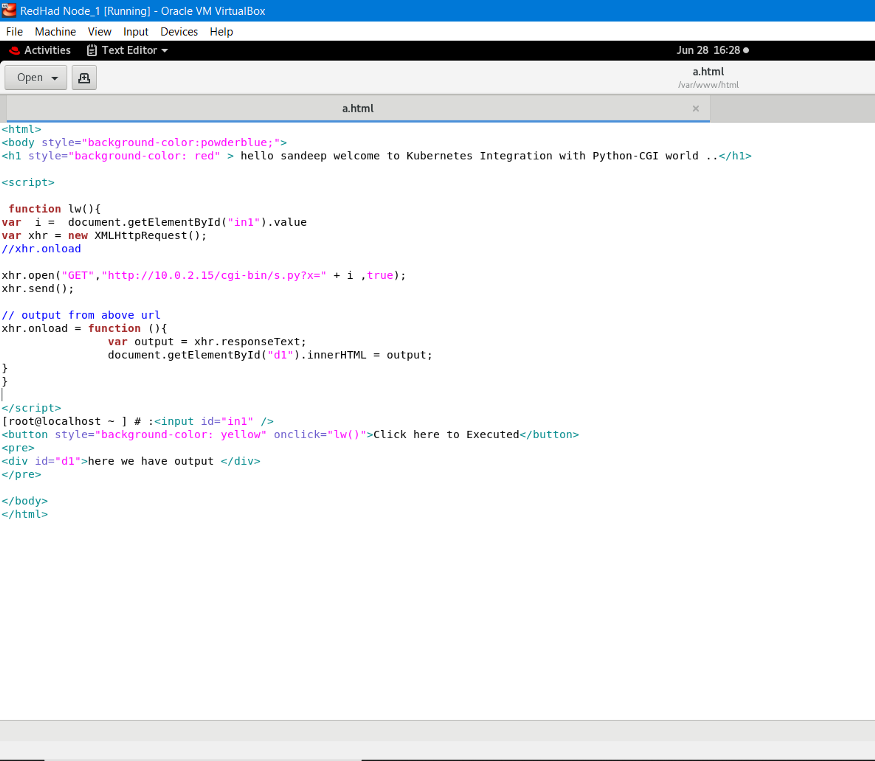 RedHad Node_1 [Running] - Oracle VM VirtualBox
File Machine View Input Devices Help
Activities Text Editor Jun 28 16:28
Open
a.html
/var/www/html
a.html
<html>
<body style="background-color:powderblue;">
<h1 style="background-color: red" > hello sandeep welcome to Kubernetes Integration with Python-CGI world ..</h1>
<script>
function lw(){
var  i =  document.getElementById("in1").value
var xhr = new XMLHttpRequest();
//xhr.onload
xhr.open("GET","http://10.0.2.15/cgi-bin/s.py?x=" + i ,true);
xhr.send();
// output from above url
xhr.onload = function (){
var output = xhr.responseText;
document.getElementById("d1").innerHTML = output;
}
}
</script>
[root@localhost ~ ] # :<input id="in1" />
<button style="background-color: yellow" onclick="lw()">Click here to Executed</button>
<pre>
<div id="d1">here we have output </div>
</pre>
</body>
</html>